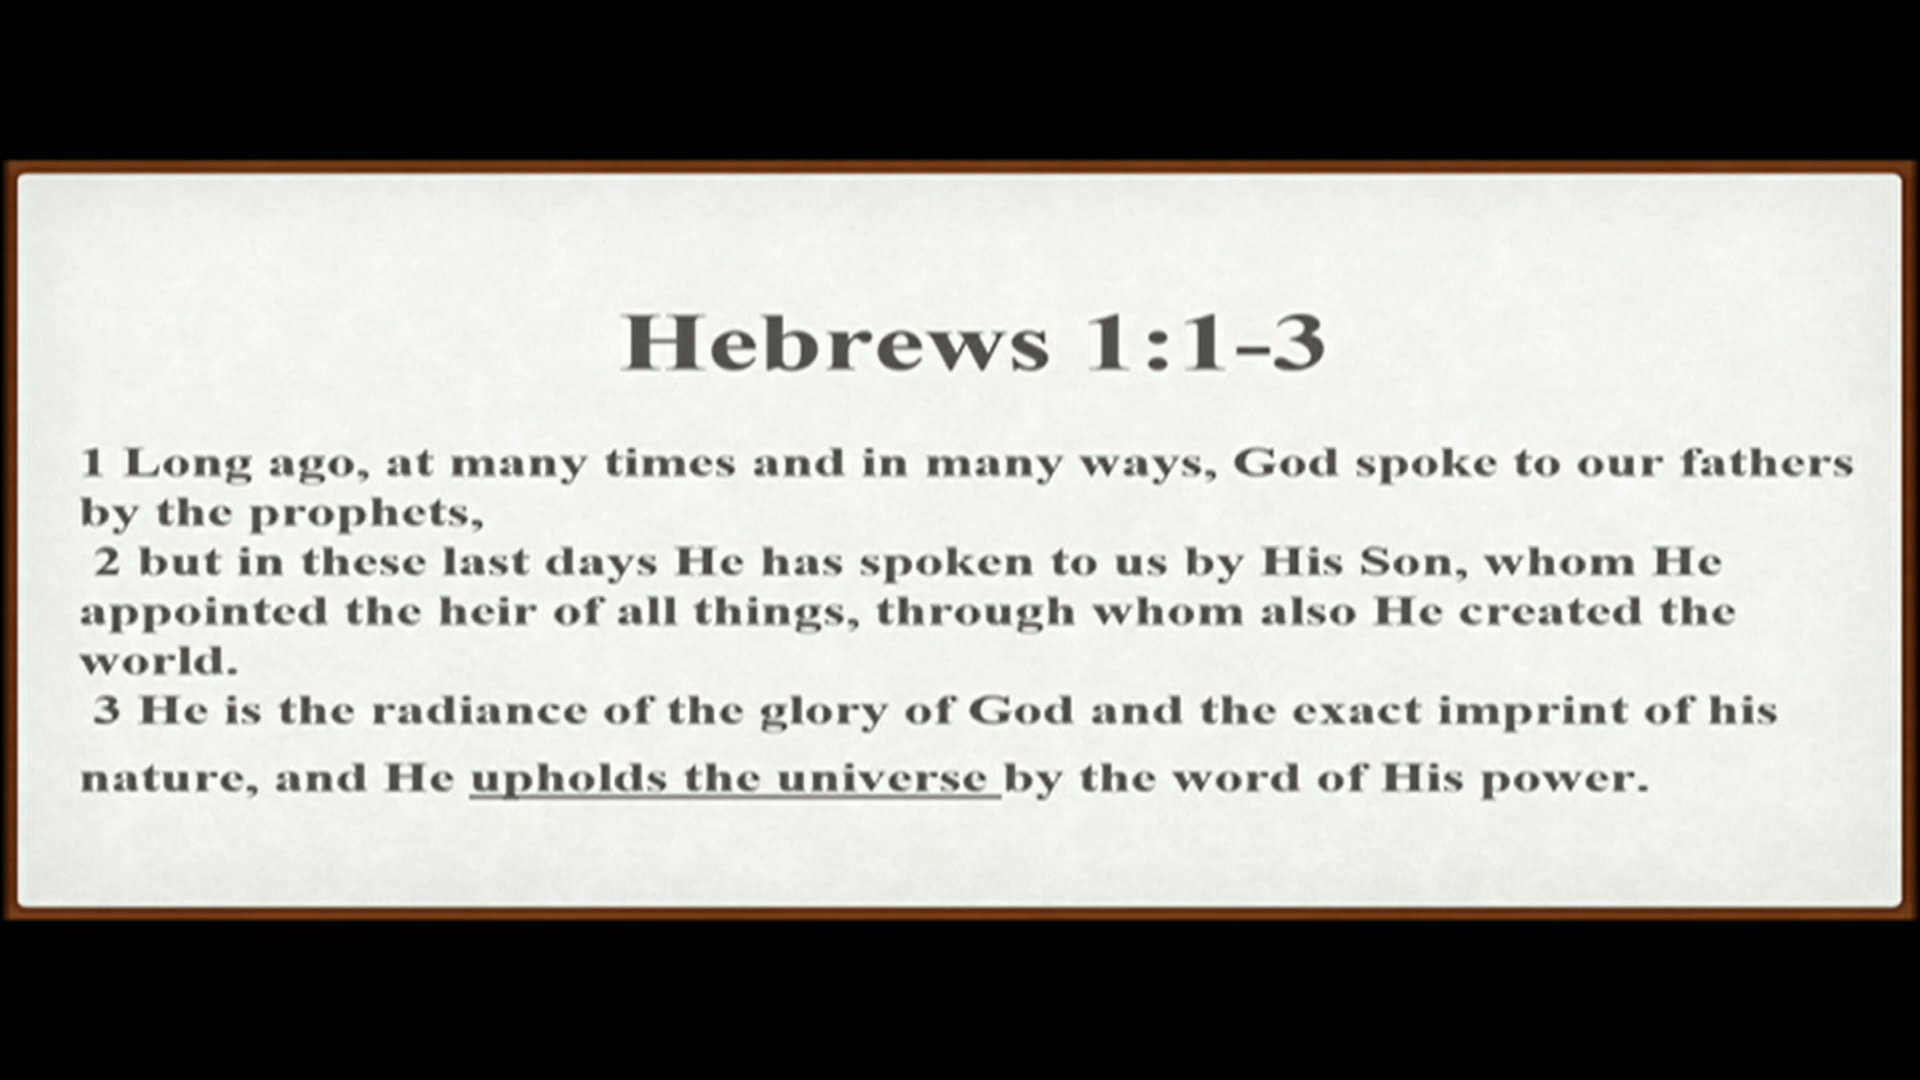 Hebrews 1:1-3
1 Long ago, at many times and in many ways, God spoke to our fathers
by the prophets,
2 but in these last days He has spoken to us by His Son, whom He
appointed the heir of all things, through whom also He created the
world.
3 He is the radiance of the glory of God and the exact imprint of his
nature, and He upholds the universe by the word of His power.